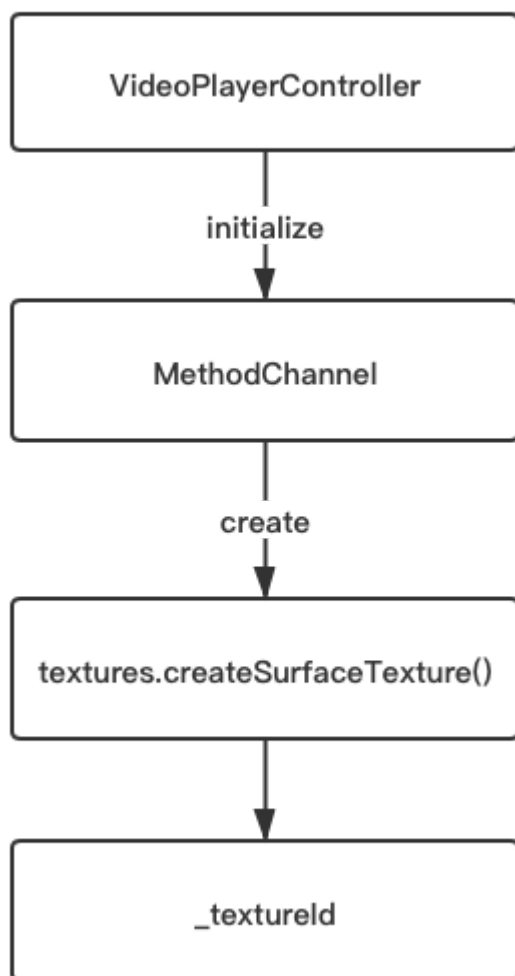 VideoPlayerController
initialize
MethodChannel
create
textures.createSurfaceTexture()
_textureId